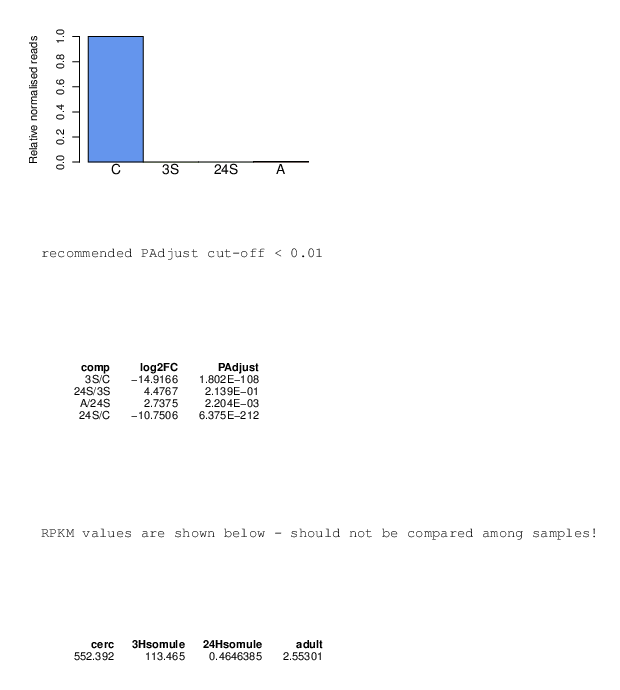 Relative normalised reads
1.0
0.8
0.6
0.4
0.2
0.0
C 3S 24S A
recommended PAdjust cut-off < 0.01
comp log2FC PAdjust
3S/C −14.9166 1.802E−108
24S/3S 4.4767 2.139E−01
A/24S 2.7375 2.204E−03
24S/C −10.7506 6.375E−212
RPKM values are shown below - should not be compared among samples!
cerc 3Hsomule 24Hsomule adult
552.392 113.465 0.4646385 2.55301